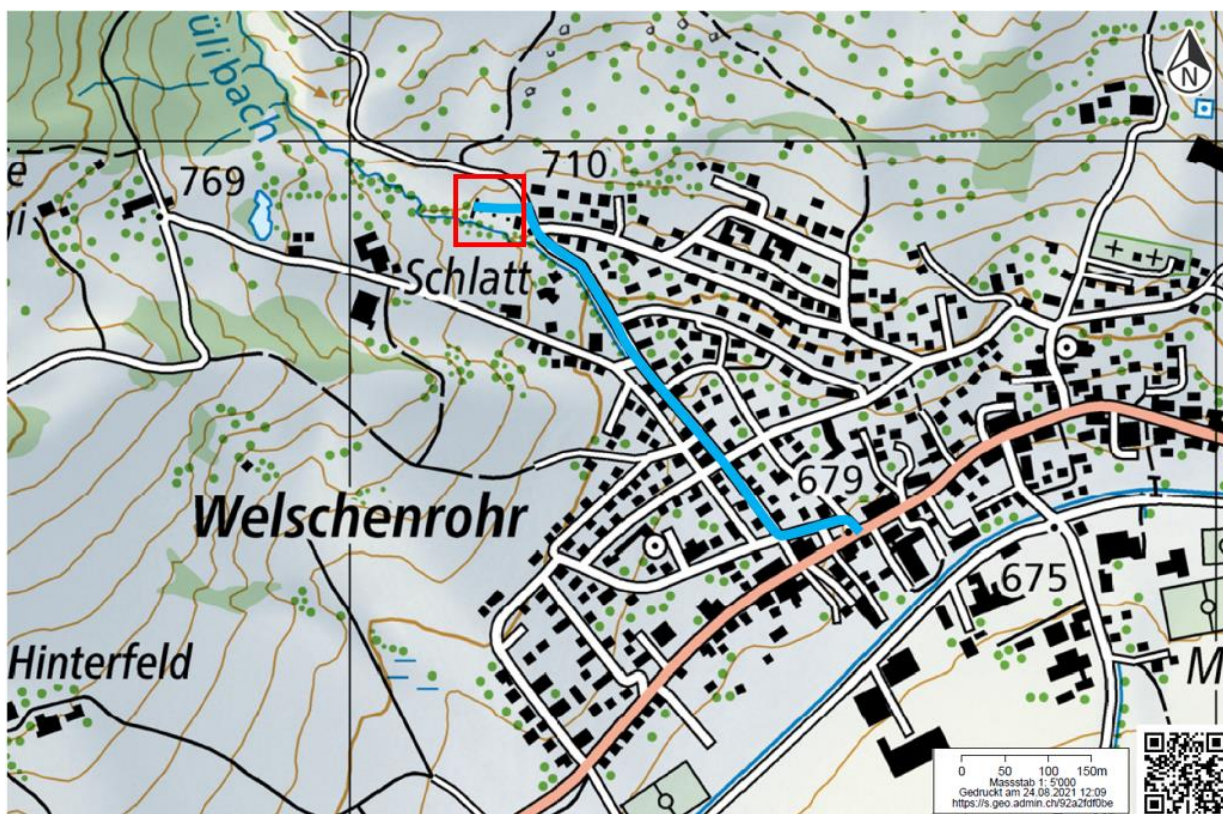 N
ülibach
710
e
769
gi
Schlatt
679
Welschenrohr
675
Hinterfeld
M
0 50 100 150m
Massstab 1: 5'000
Gedruckt am 24.08.2021 12:09
https://s.geo.admin.ch/92a2fdf0be